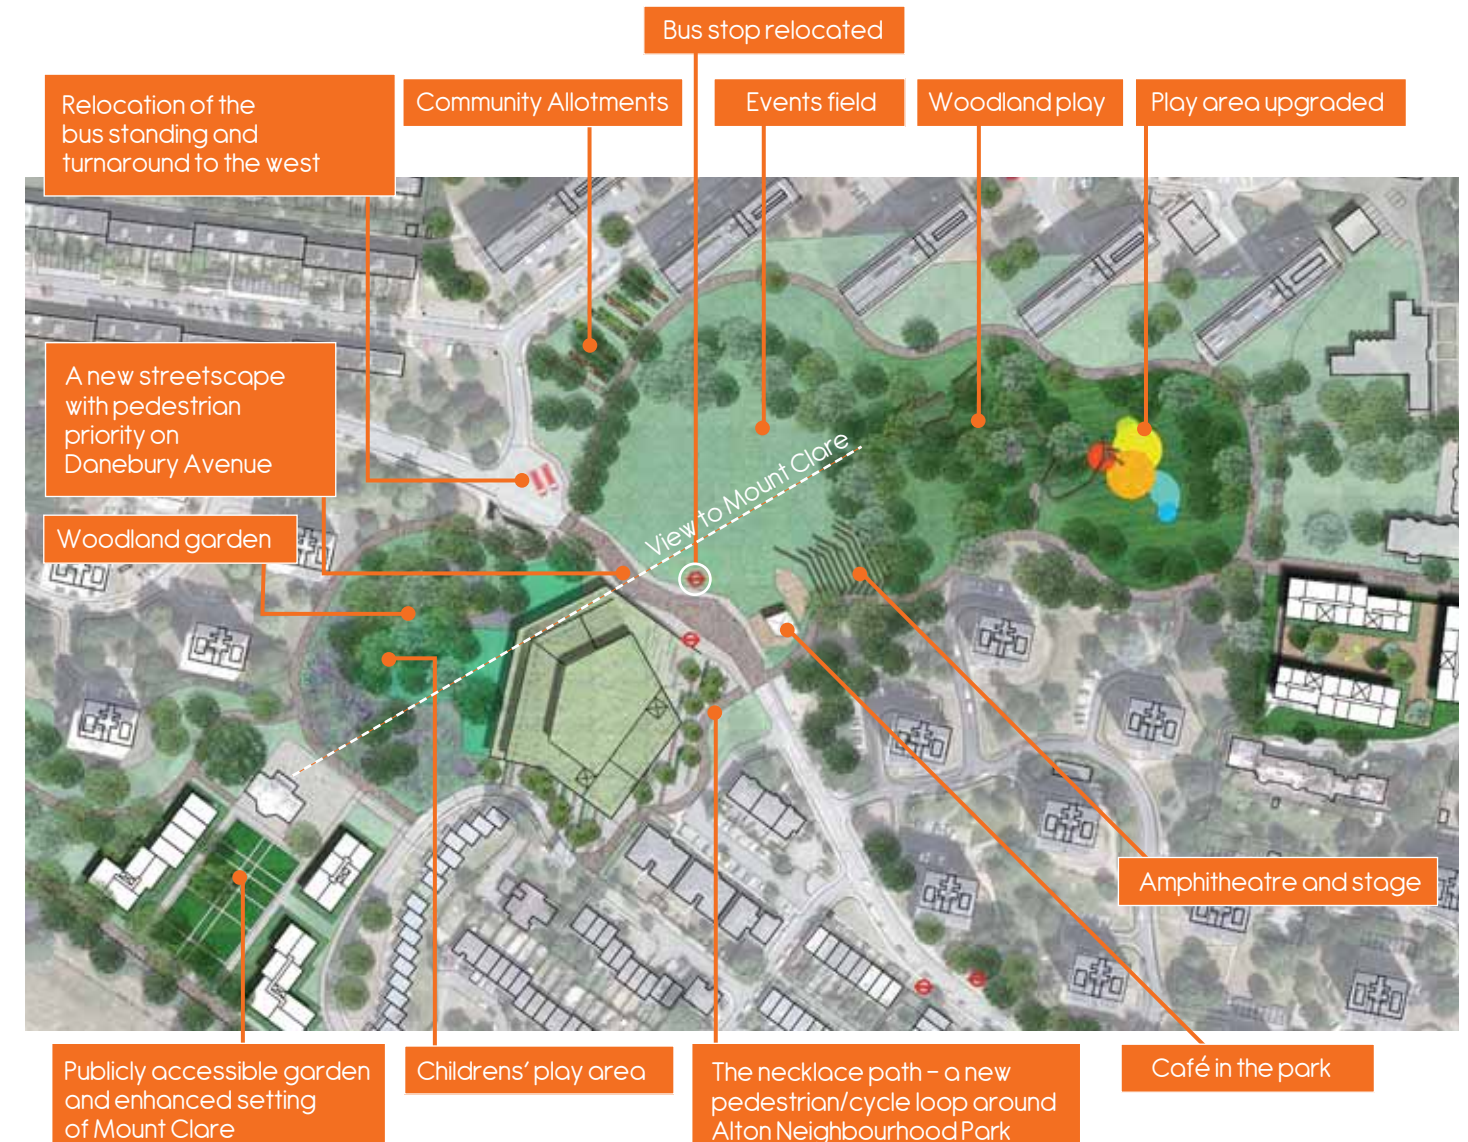 Bus stop relocated
Relocation of the
bus standing and
turnaround to the west
Community Allotments
Events field
Woodland play
Play area upgraded
A new streetscape
with pedestrian
priority on
Danebury Avenue
Woodland garden
View to Mount Clare
Amphitheatre and stage
Café in the park
Publicly accessible garden
and enhanced setting
of Mount Clare
Childrens' play area
The necklace path – a new
pedestrian/cycle loop around
Alton Neighbourhood Park